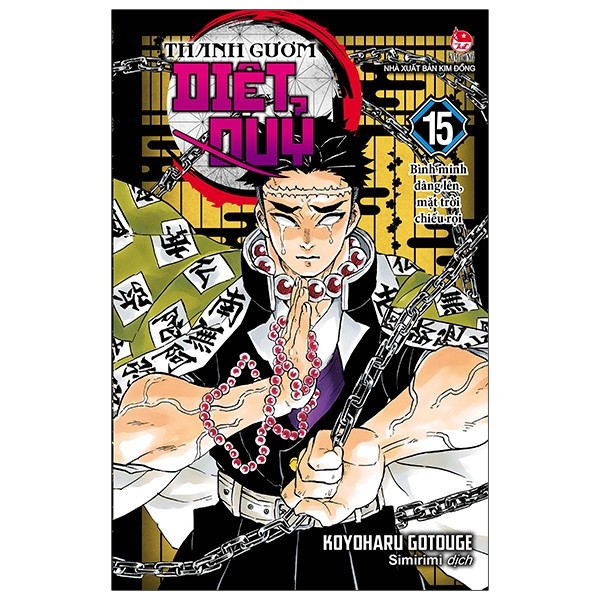 THANH GƯƠM
DIỆT
QUỶ
NHÀ XUẤT BẢN KIM ĐỒNG
15
Bình minh
dâng lên,
mặt trời
chiếu rọi
KOYOHARU GOTOUGE
Simirimi dịch